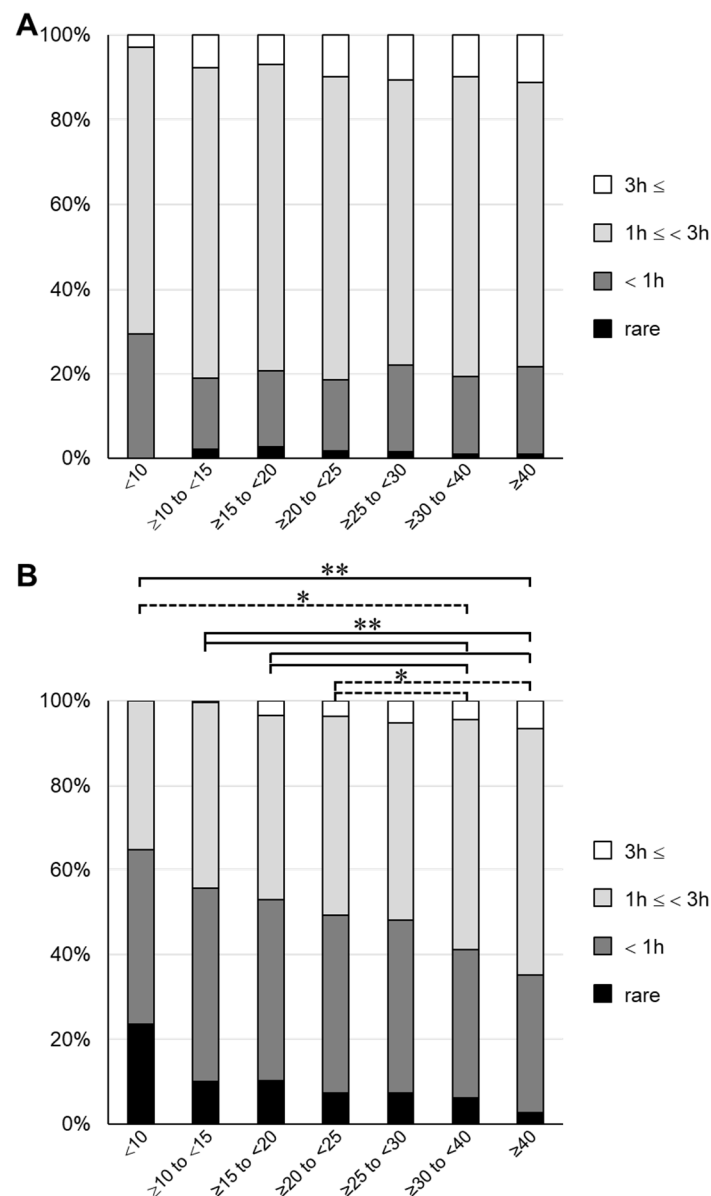 A
100%
80%
60%
40%
20%
0%
<10
≥10 to <15
≥15 to <20
≥20 to <25
≥25 to <30
≥30 to <40
≥40
3h ≤
1h ≤ < 3h
< 1h
rare
B
**
*
**
*
100%
80%
60%
40%
20%
0%
<10
≥10 to <15
≥15 to <20
≥20 to <25
≥25 to <30
≥30 to <40
≥40
3h ≤
1h ≤ < 3h
< 1h
rare